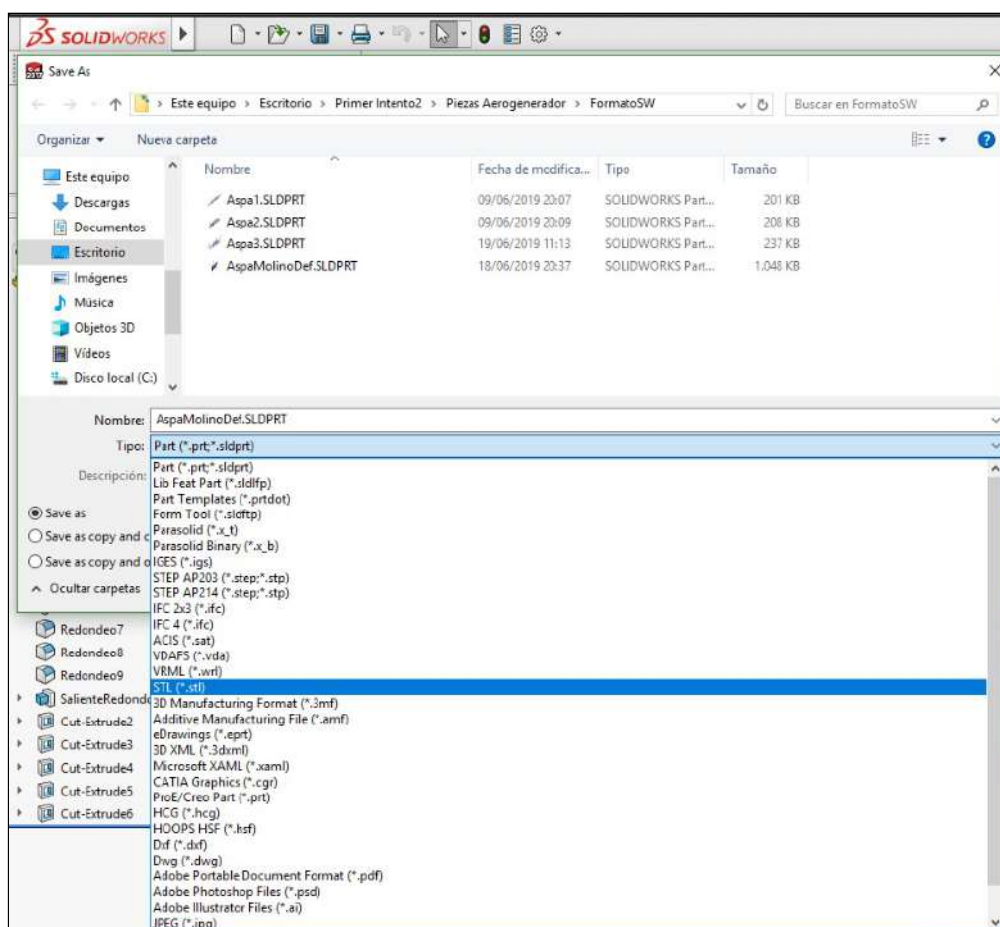 SOLIDWORKS
Save As
Este equipo > Escritorio > Primer Intento2 > Piezas Aerogenerador > FormatoSW
Buscar en FormatoSW
Organizar
Nueva carpeta
Nombre
Fecha de modifica...
Tipo
Tamaño
Este equipo
Descargas
Documentos
Escritorio
Imágenes
Música
Objetos 3D
Vídeos
Disco local (C:)
Aspa1.SLDPRT 09/06/2019 20:07 SOLIDWORKS Part... 201 KB
Aspa2.SLDPRT 09/06/2019 20:09 SOLIDWORKS Part... 208 KB
Aspa3.SLDPRT 19/06/2019 11:13 SOLIDWORKS Part... 237 KB
AspaMolinoDef.SLDPRT 18/06/2019 20:37 SOLIDWORKS Part... 1.048 KB
Nombre: AspaMolinoDef.SLDPRT
Tipo: Part (*.prt;*.sldprt)
Descripción:
Save as
Save as copy and c
Save as copy and o
Ocultar carpetas
Part (*.prt;*.sldprt)
Lib Feat Part (*.sldlfp)
Part Templates (*.prtdot)
Form Tool (*.sldftp)
Parasolid (*.x_t)
Parasolid Binary (*.x_b)
IGES (*.igs)
STEP AP203 (*.step;*.stp)
STEP AP214 (*.step;*.stp)
IFC 2x3 (*.ifc)
IFC 4 (*.ifc)
ACIS (*.sat)
VDAFS (*.vda)
VRML (*.wrl)
STL (*.stl)
3D Manufacturing Format (*.3mf)
Additive Manufacturing File (*.amf)
eDrawings (*.eprt)
3D XML (*.3dxml)
Microsoft XAML (*.xaml)
CATIA Graphics (*.cgr)
ProE/Creo Part (*.prt)
HCG (*.hcg)
HOOPS HSF (*.hsf)
Dxf (*.dxf)
Dwg (*.dwg)
Adobe Portable Document Format (*.pdf)
Adobe Photoshop Files (*.psd)
Adobe Illustrator Files (*.ai)
JPEG (*.jpg)
Redondeo7
Redondeo8
Redondeo9
SalienteRedond
Cut-Extrude2
Cut-Extrude3
Cut-Extrude4
Cut-Extrude5
Cut-Extrude6